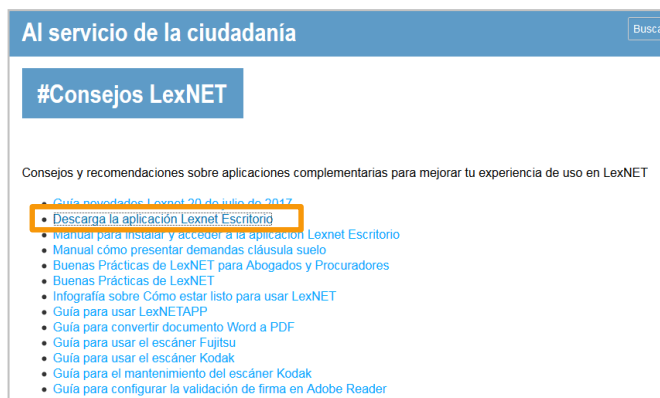 Al servicio de la ciudadanía
Busca
#Consejos LexNET
Consejos y recomendaciones sobre aplicaciones complementarias para mejorar tu experiencia de uso en LexNET
Guía novedades Lexnet 20 de julio de 2017
Descarga la aplicación Lexnet Escritorio
Manual para instalar y acceder a la aplicación Lexnet Escritorio
Manual cómo presentar demandas cláusula suelo
Buenas Prácticas de LexNET para Abogados y Procuradores
Buenas Prácticas de LexNET
Infografía sobre Cómo estar listo para usar LexNET
Guía para usar LexNETAPP
Guía para convertir documento Word a PDF
Guía para usar el escáner Fujitsu
Guía para usar el escáner Kodak
Guía para el mantenimiento del escáner Kodak
Guía para configurar la validación de firma en Adobe Reader